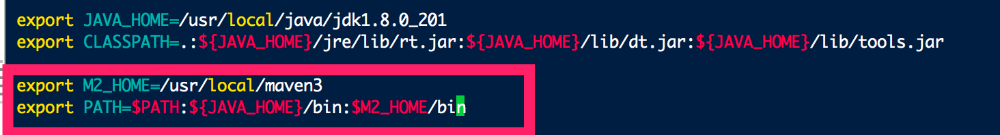 export JAVA_HOME=/usr/local/java/jdk1.8.0_201
export CLASSPATH=.:${JAVA_HOME}/jre/lib/rt.jar:${JAVA_HOME}/lib/dt.jar:${JAVA_HOME}/lib/tools.jar
export M2_HOME=/usr/local/maven3
export PATH=$PATH:${JAVA_HOME}/bin:$M2_HOME/bin